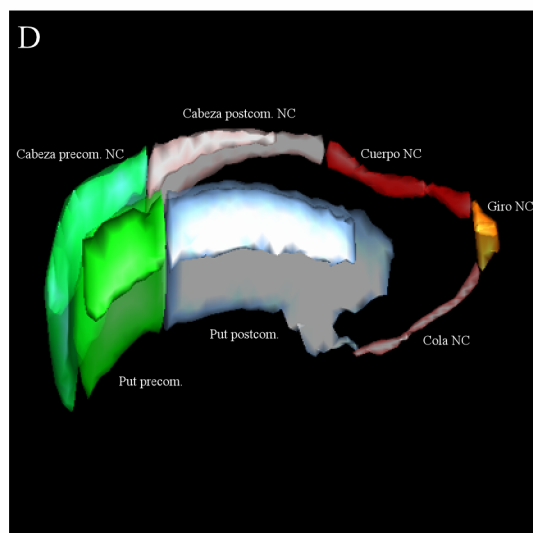 D
Cabeza postcom. NC
Cabeza precom. NC
Cuerpo NC
Giro NC
Put postcom.
Cola NC
Put precom.